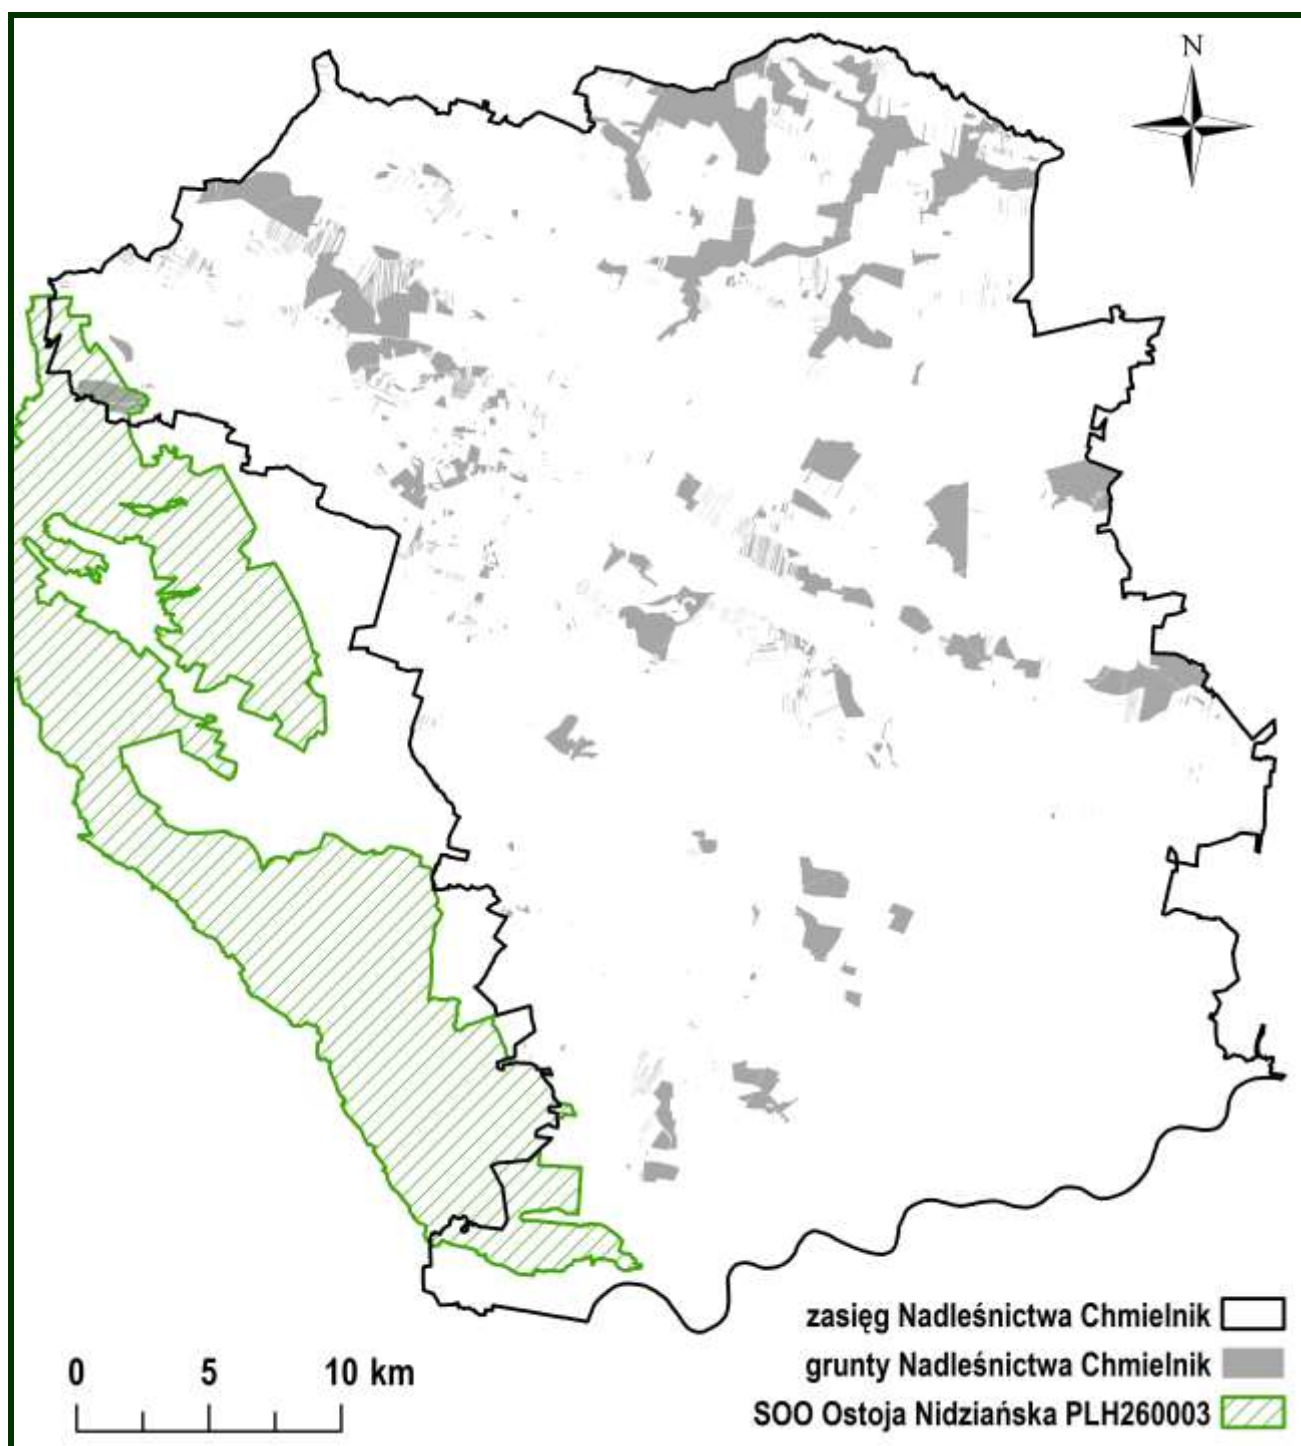 N
zasięg Nadleśnictwa Chmielnik
grunty Nadleśnictwa Chmielnik
SOO Ostoja Nidziańska PLH260003
0 5 10 km